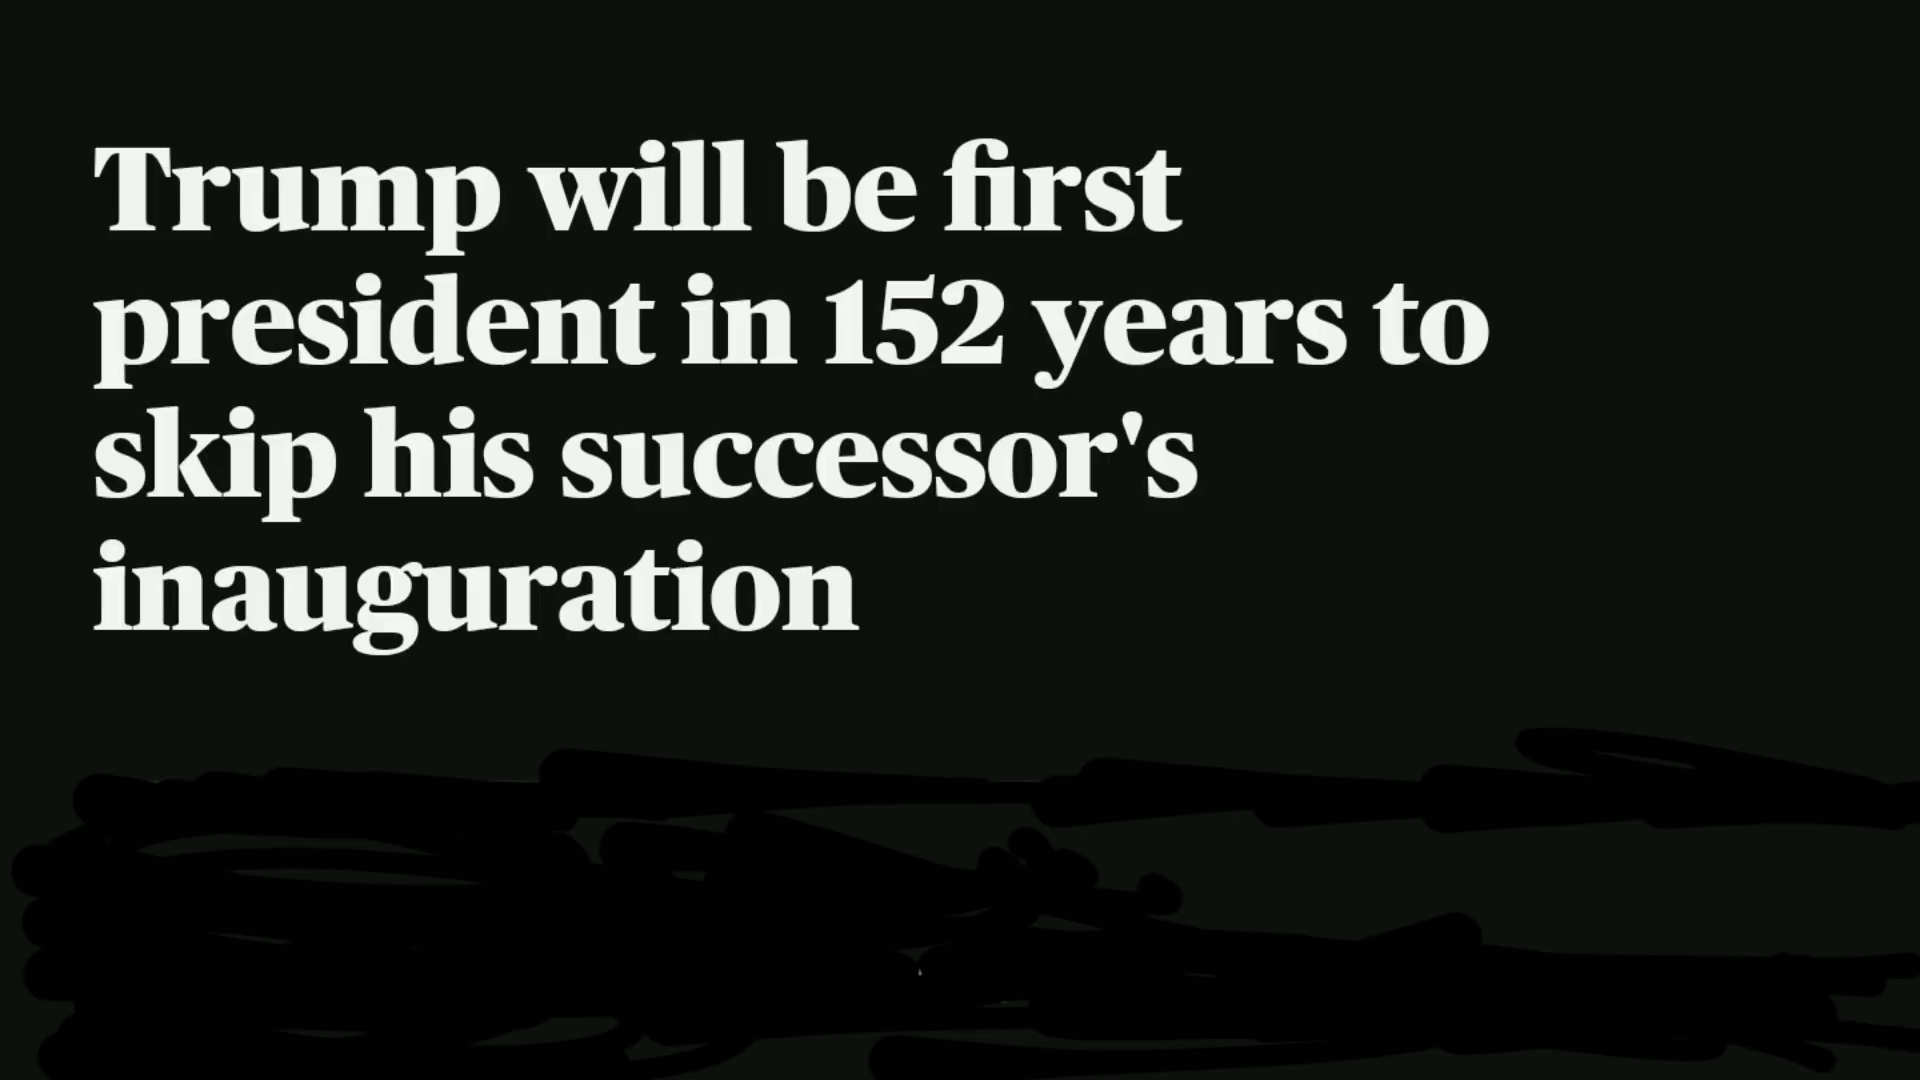 Trump will be first
president in 152 years to
skip his successor's
inauguration